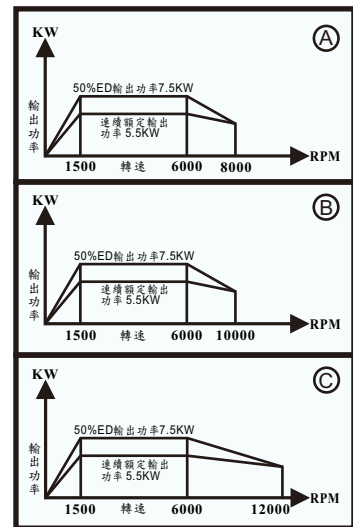 KW
A
50%ED輸出功率7.5KW
輸出功率
連續額定輸出
功率 5.5KW
1500 轉速 6000 8000 RPM
KW
B
50%ED輸出功率7.5KW
輸出功率
連續額定輸出
功率 5.5KW
1500 轉速 6000 10000 RPM
KW
C
50%ED輸出功率7.5KW
輸出功率
連續額定輸出
功率 5.5KW
1500 轉速 6000 12000 RPM